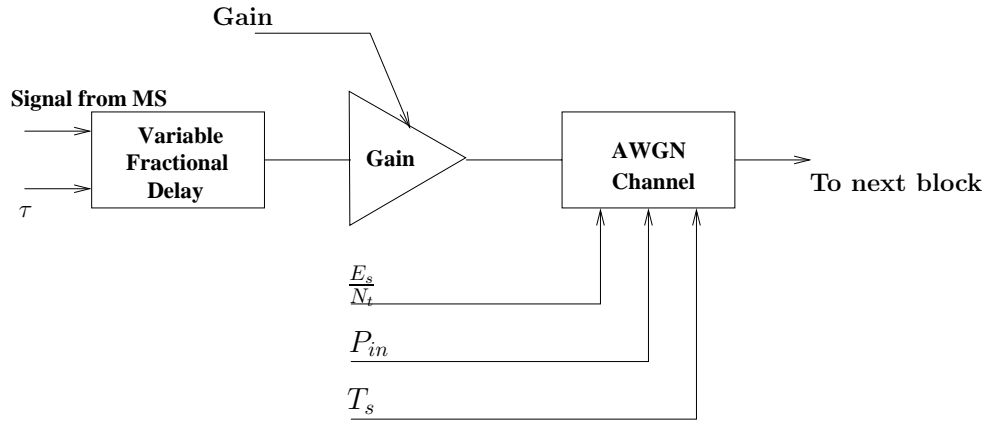 Gain
Signal from MS
Variable
Fractional
Delay
τ
Gain
AWGN
Channel
To next block
E_s/N_t
P_in
T_s